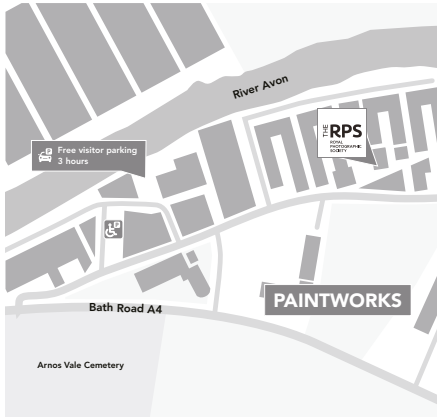 River Avon
THE RPS
ROYAL
PHOTOGRAPHIC
SOCIETY
P Free visitor parking
3 hours
P
PAINTWORKS
Bath Road A4
Arnos Vale Cemetery